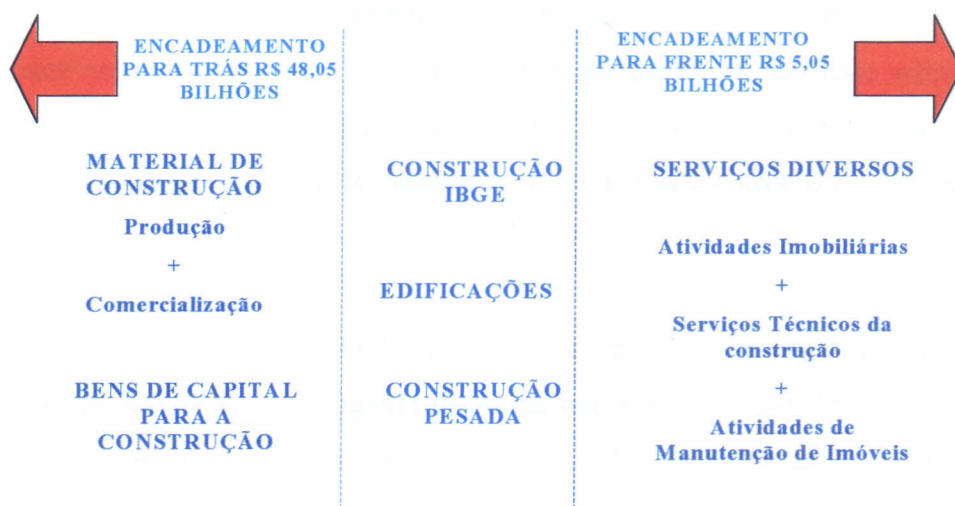 ENCADEAMENTO
PARA TRÁS R$ 48,05
BILHÕES
ENCADEAMENTO
PARA FRENTE R$ 5,05
BILHÕES
MATERIAL DE
CONSTRUÇÃO
Produção
+
Comercialização
BENS DE CAPITAL
PARA A
CONSTRUÇÃO
CONSTRUÇÃO
IBGE
EDIFICAÇÕES
CONSTRUÇÃO
PESADA
SERVIÇOS DIVERSOS
Atividades Imobiliárias
+
Serviços Técnicos da
construção
+
Atividades de
Manutenção de Imóveis